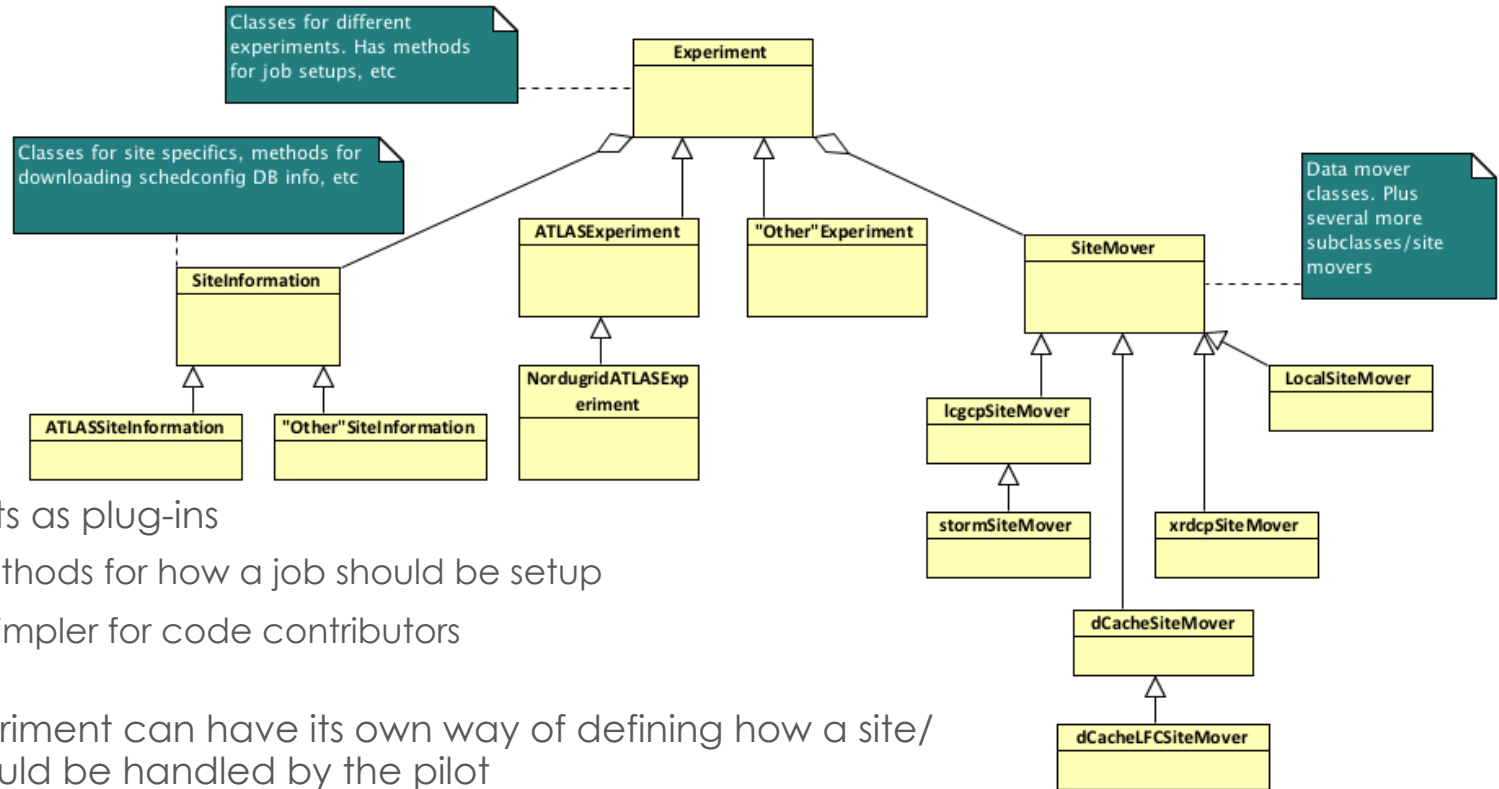 Classes for different
experiments. Has methods
for job setups, etc
Experiment
Classes for site specifics, methods for
downloading schedconfig DB info, etc
Data mover
classes. Plus
several more
subclasses/site
movers
ATLASExperiment
"Other"Experiment
SiteMover
SiteInformation
NordugridATLASExp
eriment
LocalSiteMover
lcgcpSiteMover
ATLASSiteInformation
"Other"SiteInformation
stormSiteMover
xrdcpSiteMover
dCacheSiteMover
dCacheLFCSiteMover
ts as plug-ins
thods for how a job should be setup
impler for code contributors
riment can have its own way of defining how a site/
uld be handled by the pilot